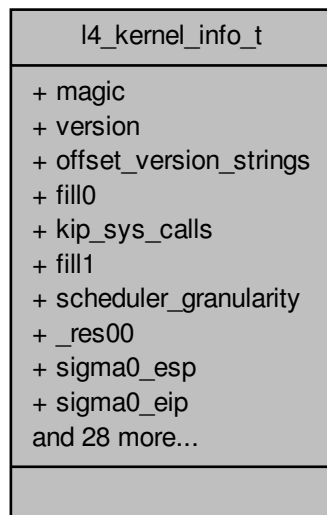 l4_kernel_info_t
+ magic
+ version
+ offset_version_strings
+ fill0
+ kip_sys_calls
+ fill1
+ scheduler_granularity
+ _res00
+ sigma0_esp
+ sigma0_eip
and 28 more...